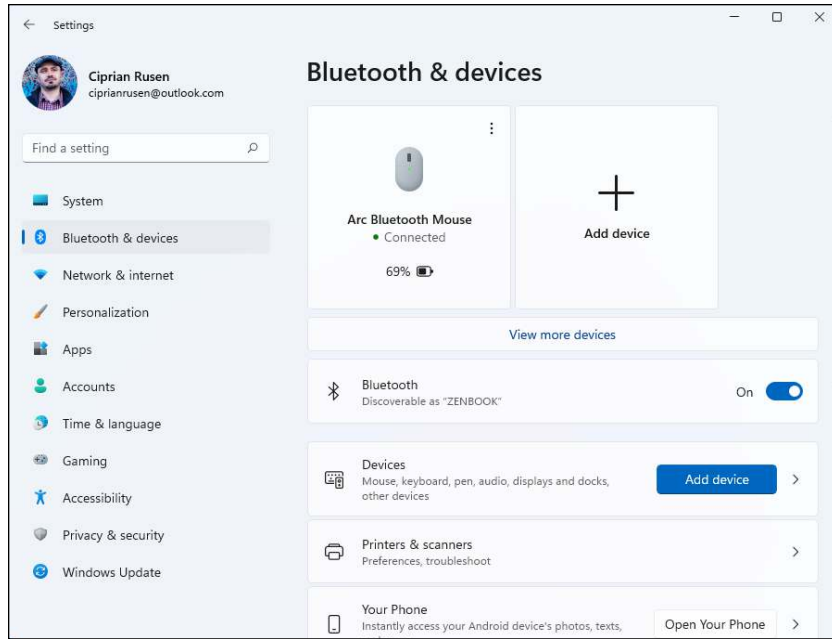 Settings
Ciprian Rusen
ciprianrusen@outlook.com
Find a setting
System
Bluetooth & devices
Network & internet
Personalization
Apps
Accounts
Time & language
Gaming
Accessibility
Privacy & security
Windows Update
Bluetooth & devices
Arc Bluetooth Mouse
Connected
69%
Add device
View more devices
Bluetooth
Discoverable as "ZENBOOK"
On
Devices
Mouse, keyboard, pen, audio, displays and docks,
other devices
Add device
Printers & scanners
Preferences, troubleshoot
Your Phone
Instantly access your Android device's photos, texts,
Open Your Phone